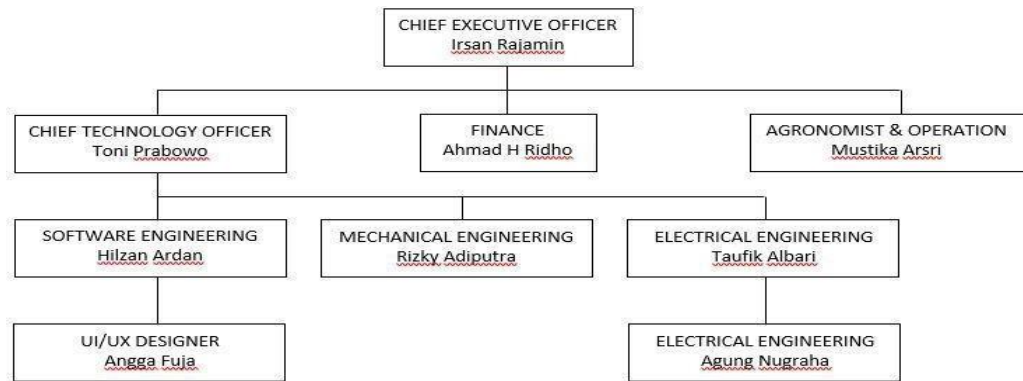 CHIEF EXECUTIVE OFFICER
Irsan Rajamin
CHIEF TECHNOLOGY OFFICER
Toni Prabowo
FINANCE
Ahmad H Ridho
AGRONOMIST & OPERATION
Mustika Arsri
SOFTWARE ENGINEERING
Hilzan Ardan
MECHANICAL ENGINEERING
Rizky Adiputra
ELECTRICAL ENGINEERING
Taufik Albari
UI/UX DESIGNER
Angga Fuja
ELECTRICAL ENGINEERING
Agung Nugraha